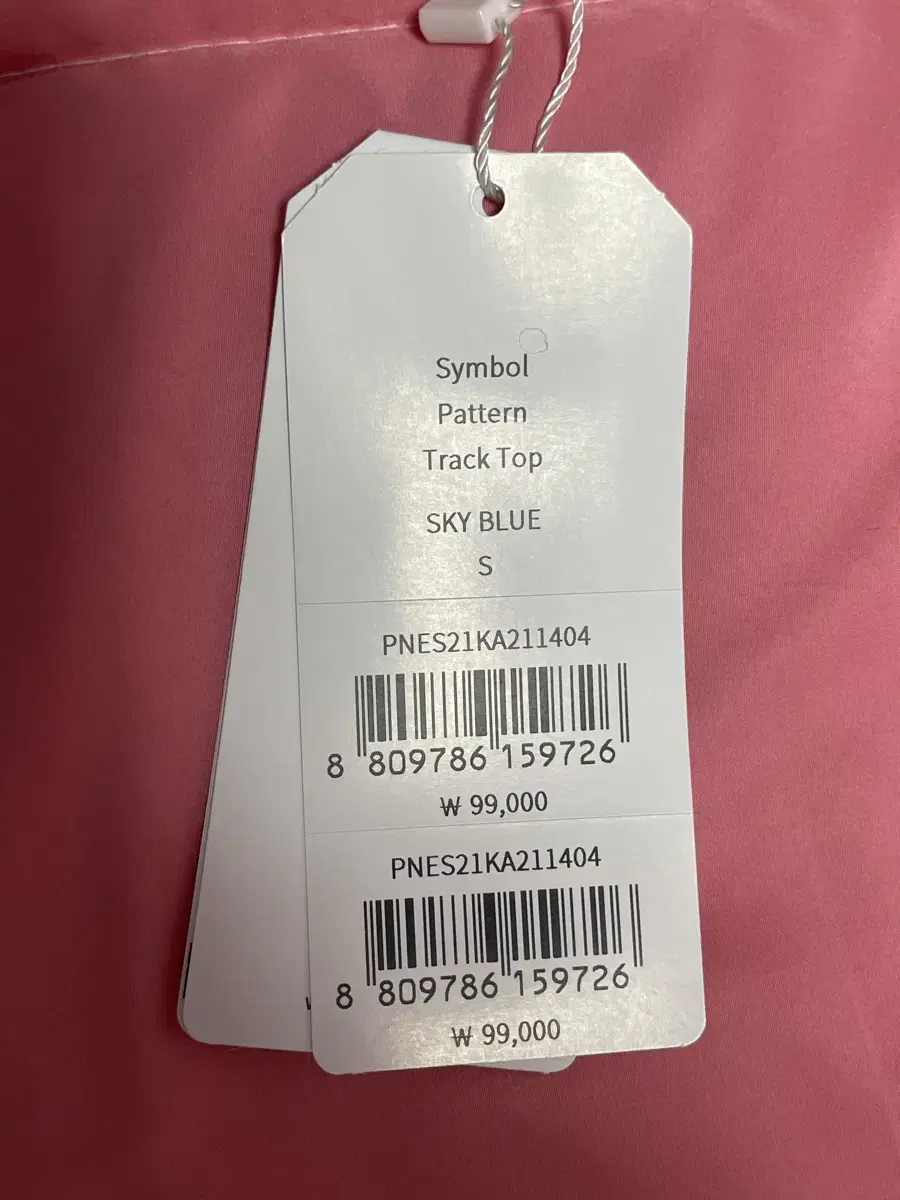 Symbol
Pattern
Track Top
SKY BLUE
S
PNES21KA211404
8 809786 159726
₩ 99,000
PNES21KA211404
8 809786 159726
₩ 99,000